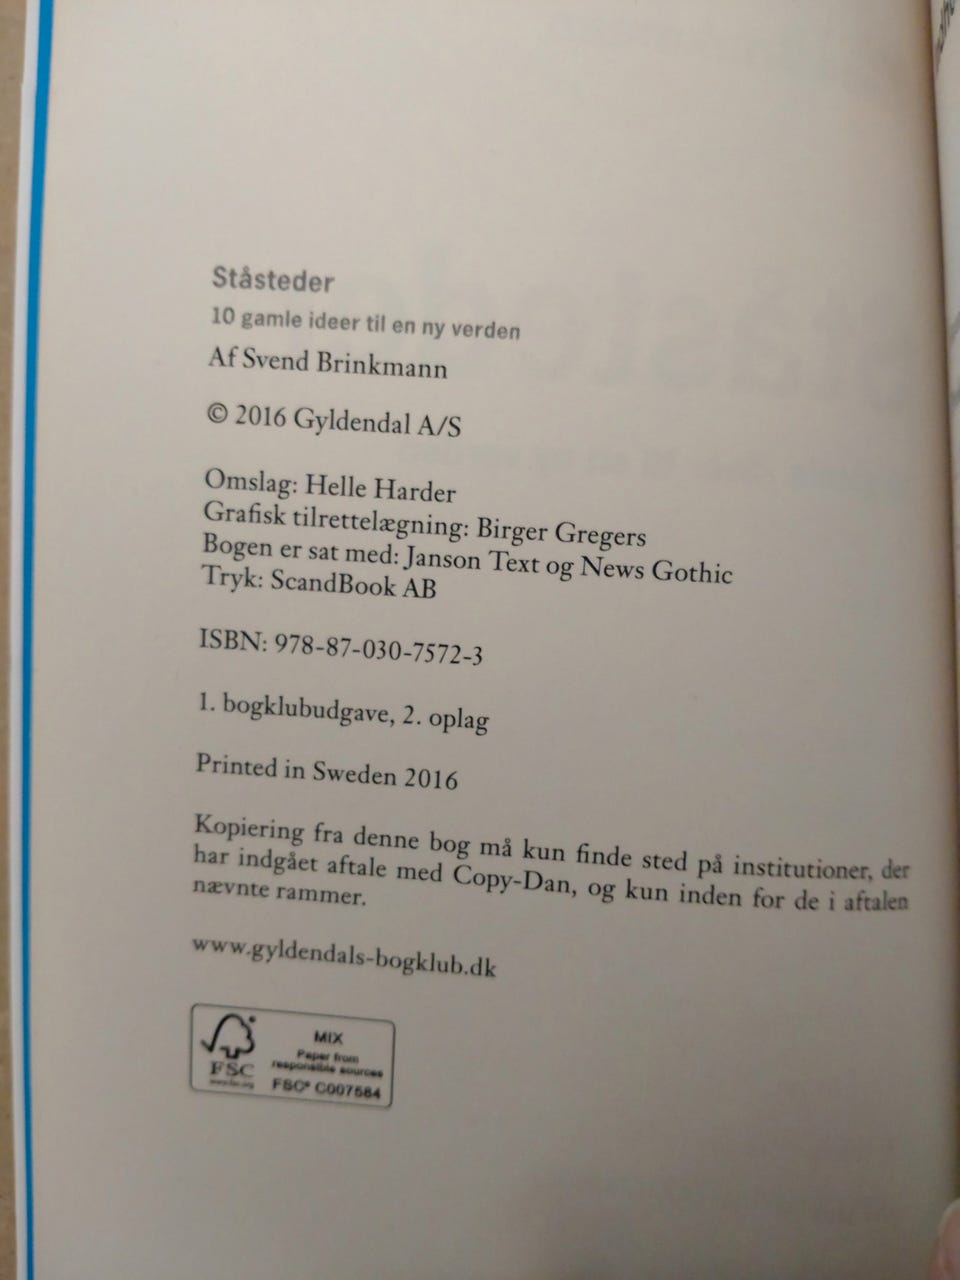 Ståsteder
10 gamle ideer til en ny verden
Af Svend Brinkmann
© 2016 Gyldendal A/S
Omslag: Helle Harder
Grafisk tilrettelægning: Birger Gregers
Bogen er sat med: Janson Text og News Gothic
Tryk: ScandBook AB
ISBN: 978-87-030-7572-3
1. bogklubudgave, 2. oplag
Printed in Sweden 2016
Kopiering fra denne bog må kun finde sted på institutioner, der
har indgået aftale med Copy-Dan, og kun inden for de i aftalen
nævnte rammer.
www.gyldendals-bogklub.dk
FSC
MIX
Paper from
responsible sources
FSC® C007584